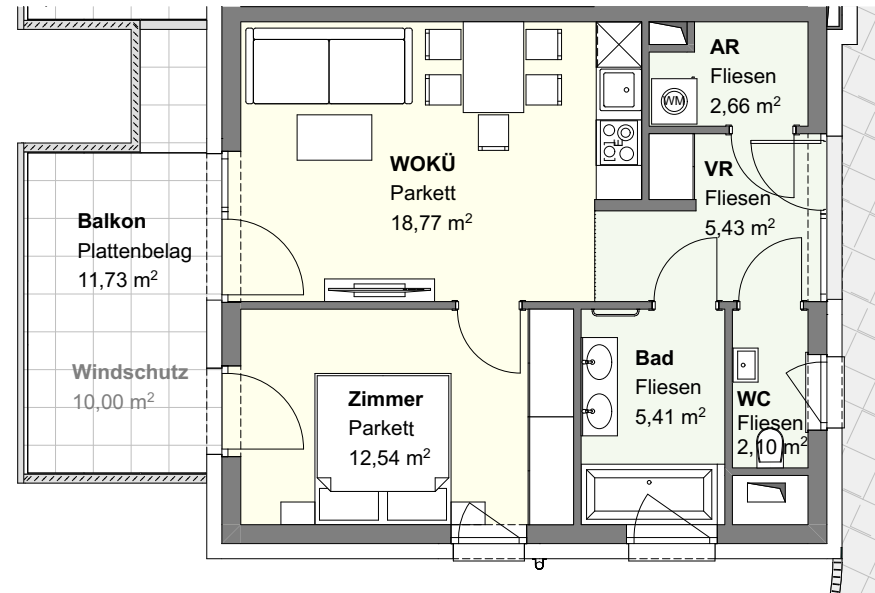 AR
Fliesen
2,66 m²
WM
WOKÜ
Parkett
18,77 m²
VR
Fliesen
5,43 m²
Balkon
Plattenbelag
11,73 m²
Windschutz
10,00 m²
Zimmer
Parkett
12,54 m²
Bad
Fliesen
5,41 m²
WC
Fliesen
2,10 m²
E